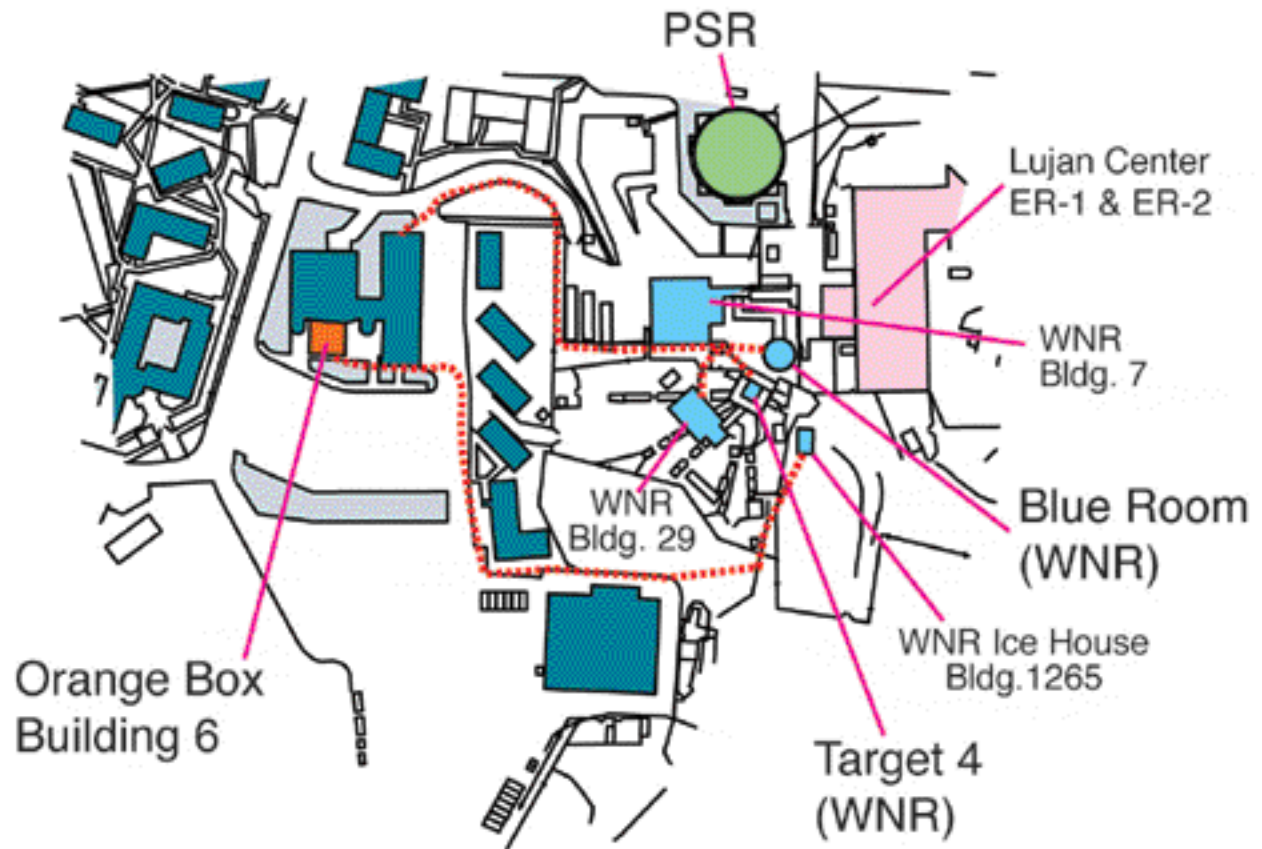 PSR
Lujan Center
ER-1 & ER-2
WNR
Bldg. 7
WNR
Bldg. 29
Blue Room
(WNR)
WNR Ice House
Bldg.1265
Orange Box
Building 6
Target 4
(WNR)